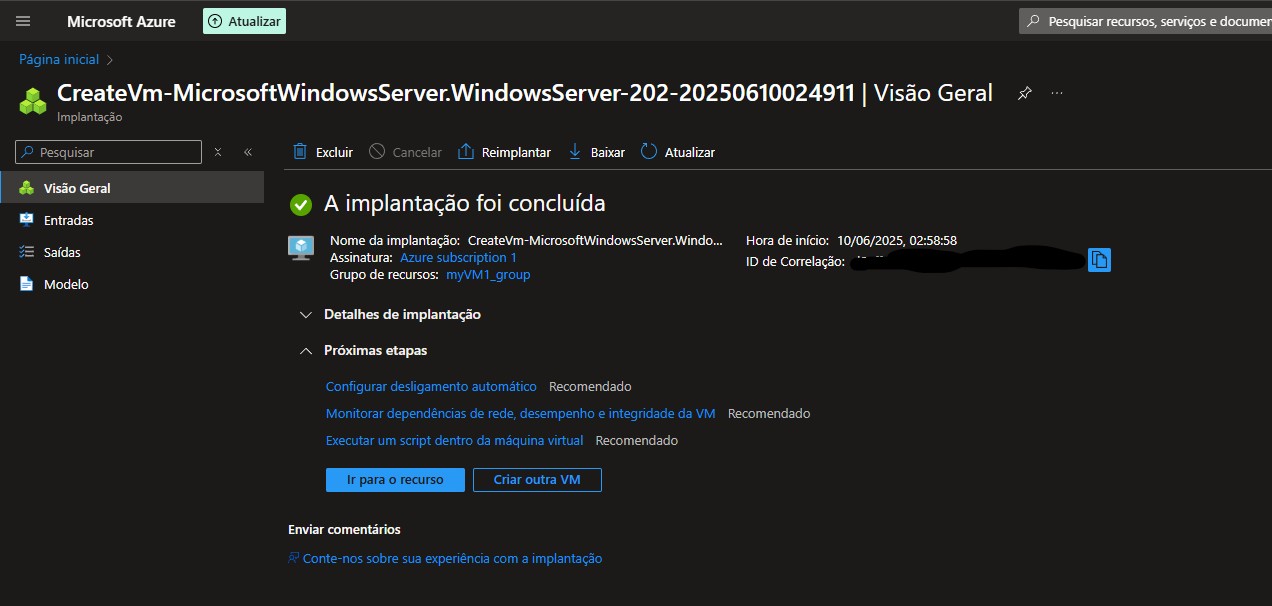 Microsoft Azure
Atualizar
Pesquisar recursos, serviços e documen
Página inicial
CreateVm-MicrosoftWindowsServer.WindowsServer-202-20250610024911 | Visão Geral
Implantação
Pesquisar
Excluir
Cancelar
Reimplantar
Baixar
Atualizar
Visão Geral
Entradas
Saídas
Modelo
A implantação foi concluída
Nome da implantação: CreateVm-MicrosoftWindowsServer.Windo...
Assinatura: Azure subscription 1
Grupo de recursos: myVM1_group
Hora de início: 10/06/2025, 02:58:58
ID de Correlação:
Detalhes de implantação
Próximas etapas
Configurar desligamento automático Recomendado
Monitorar dependências de rede, desempenho e integridade da VM Recomendado
Executar um script dentro da máquina virtual Recomendado
Ir para o recurso
Criar outra VM
Enviar comentários
Conte-nos sobre sua experiência com a implantação